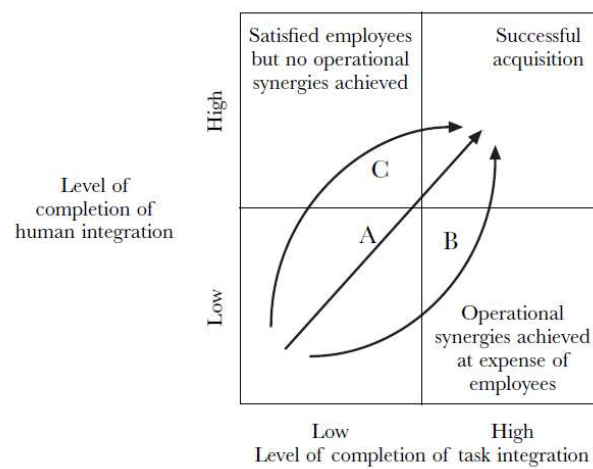 Satisfied employees
but no operational
synergies achieved
Successful
acquisition
High
C
Level of
completion of
human integration
A
B
Low
Operational
synergies achieved
at expense of
employees
Low
High
Level of completion of task integration